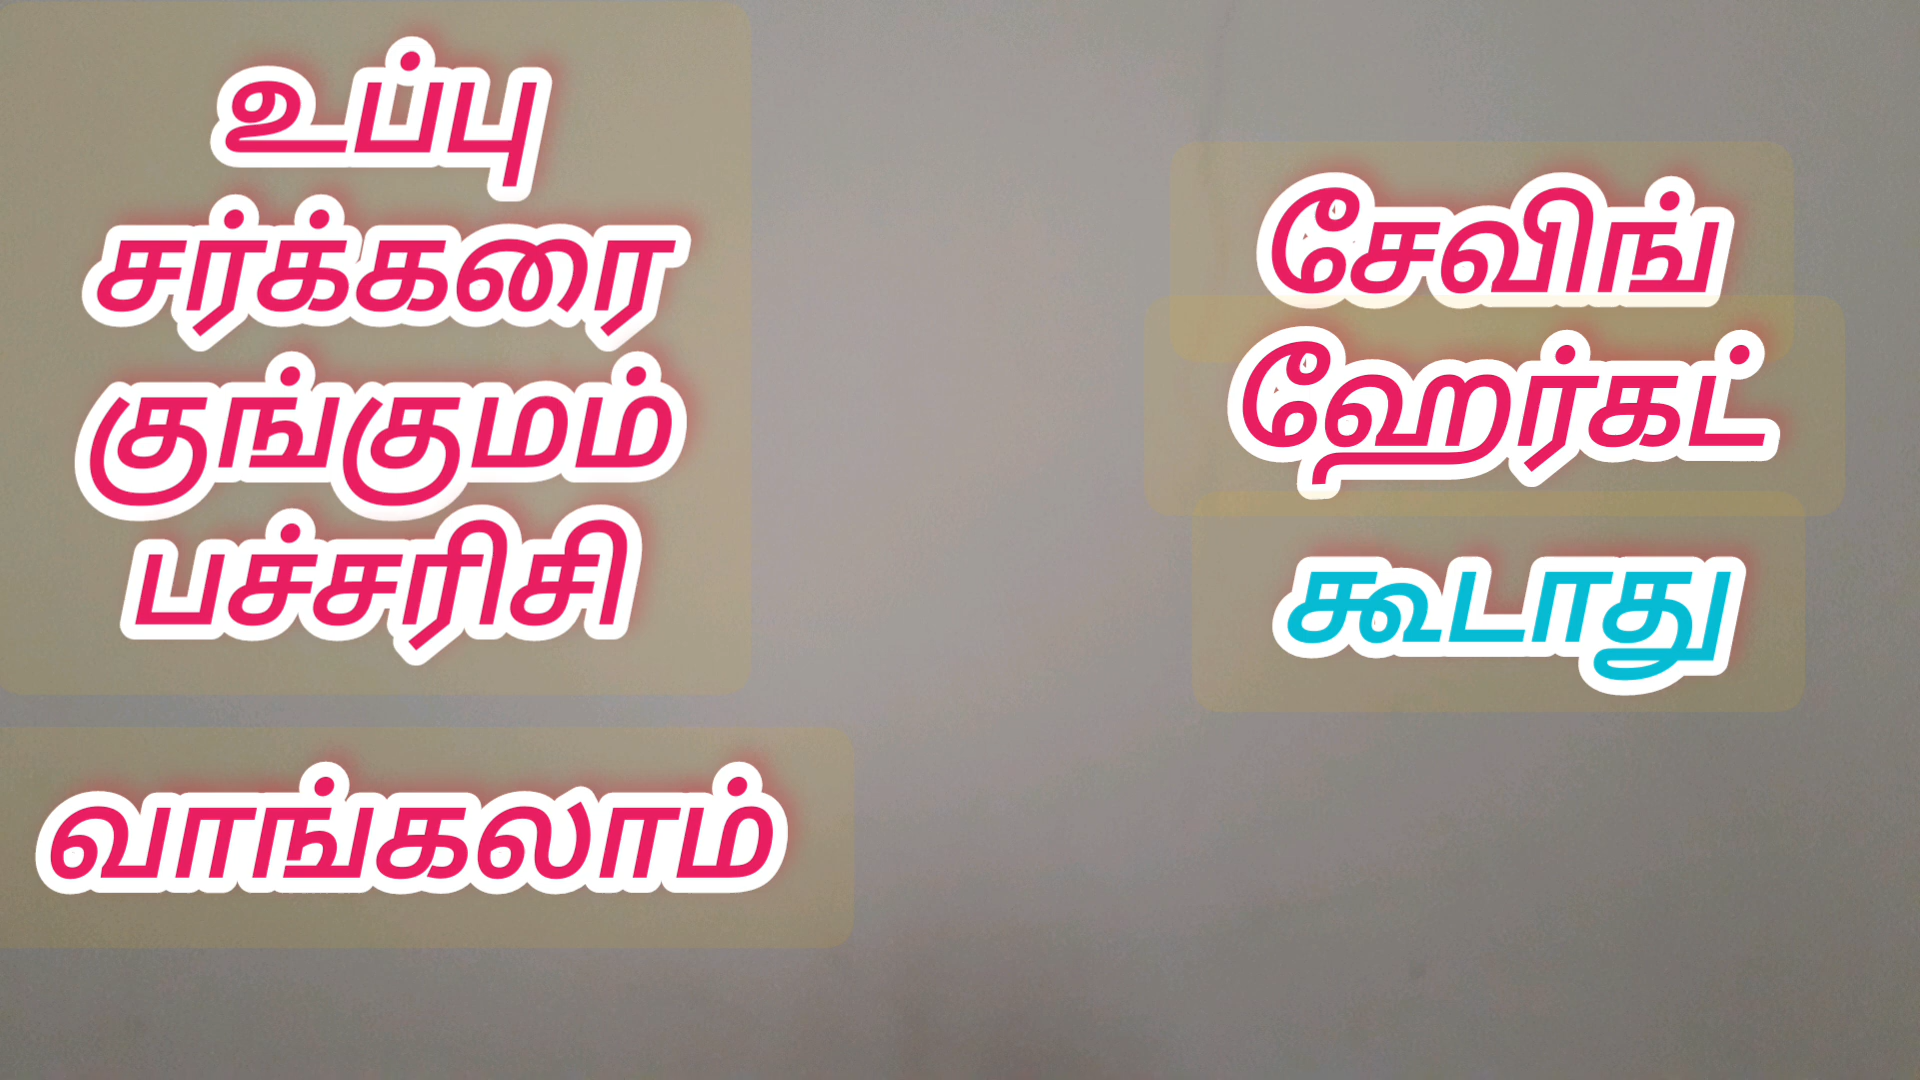 உப்பு
சர்க்கரை
குங்குமம்
பச்சரிசி
வாங்கலாம்
சேவிங்
ஹேர்கட்
கூடாது